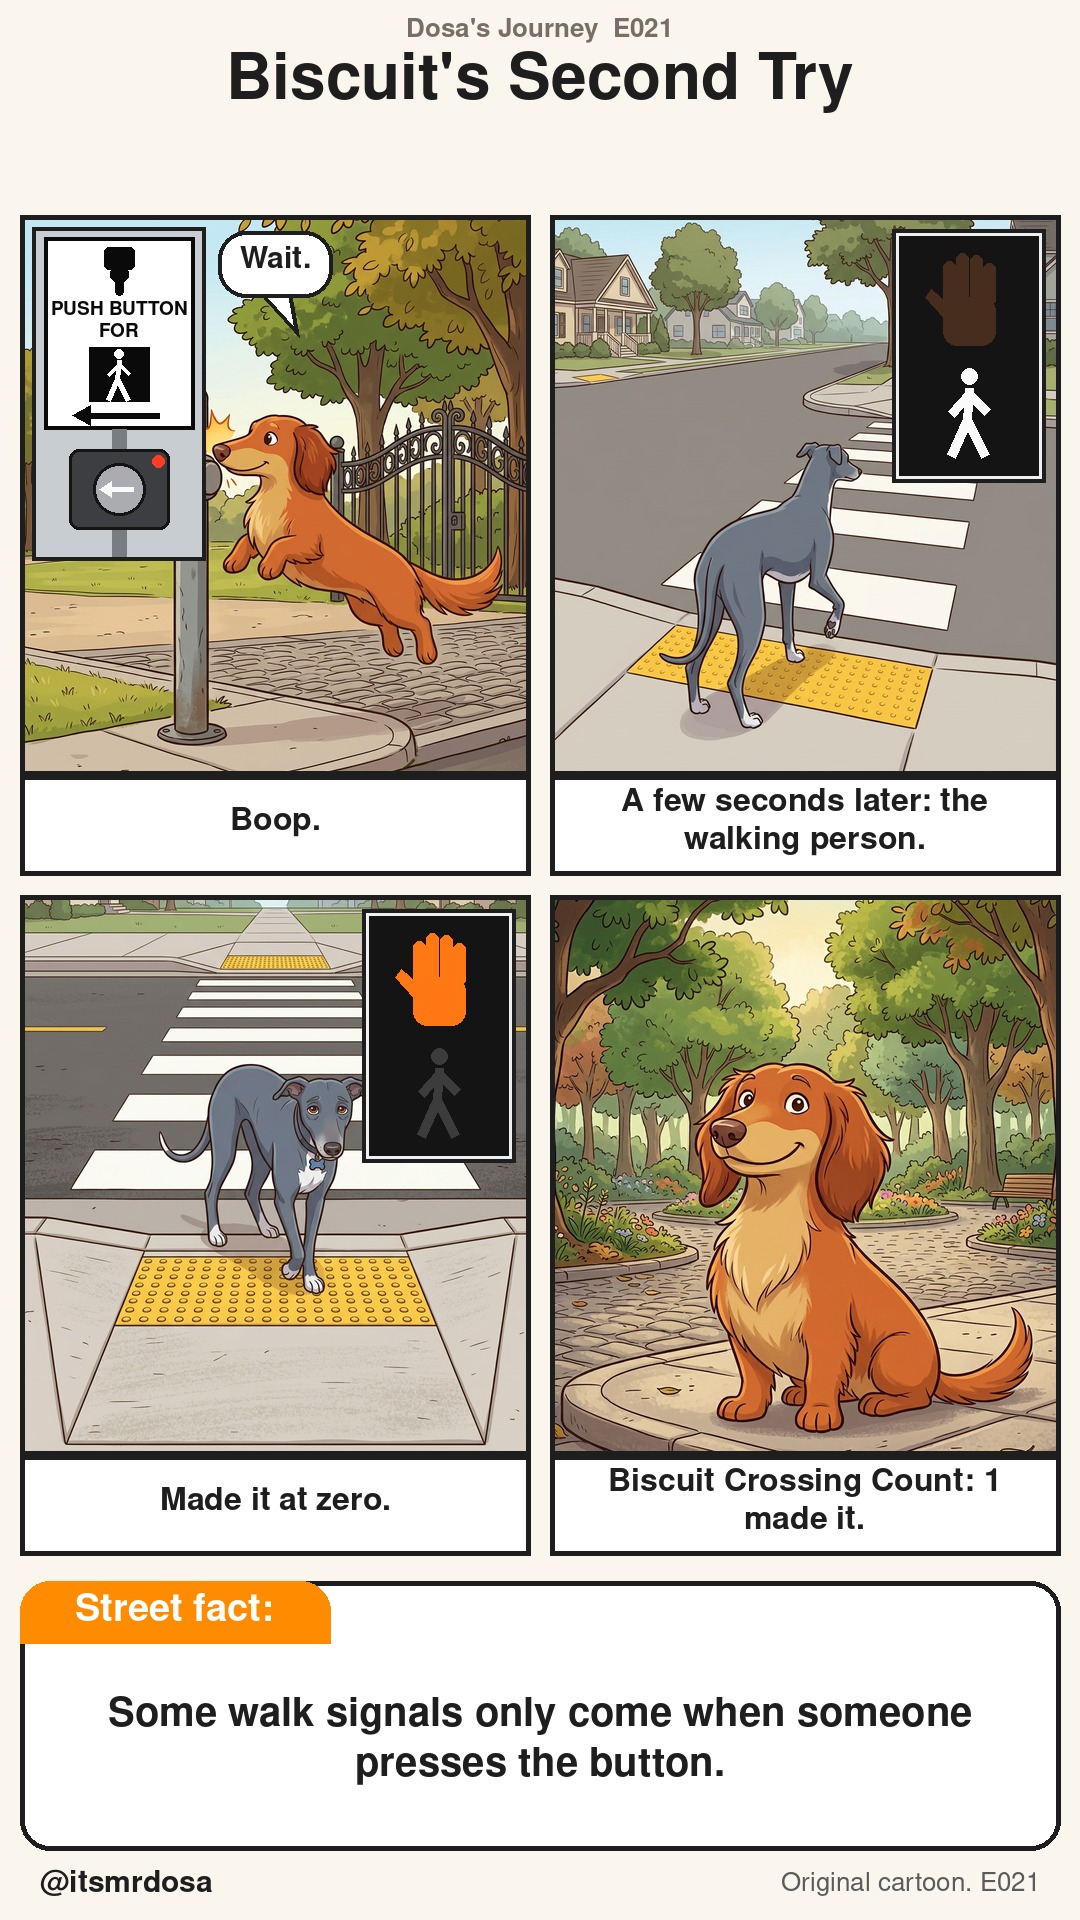 Dosa's Journey  E021
Biscuit's Second Try
PUSH BUTTON
FOR
Wait.
Boop.
A few seconds later: the
walking person.
Made it at zero.
Biscuit Crossing Count: 1
made it.
Street fact:
Some walk signals only come when someone
presses the button.
@itsmrdosa
Original cartoon. E021